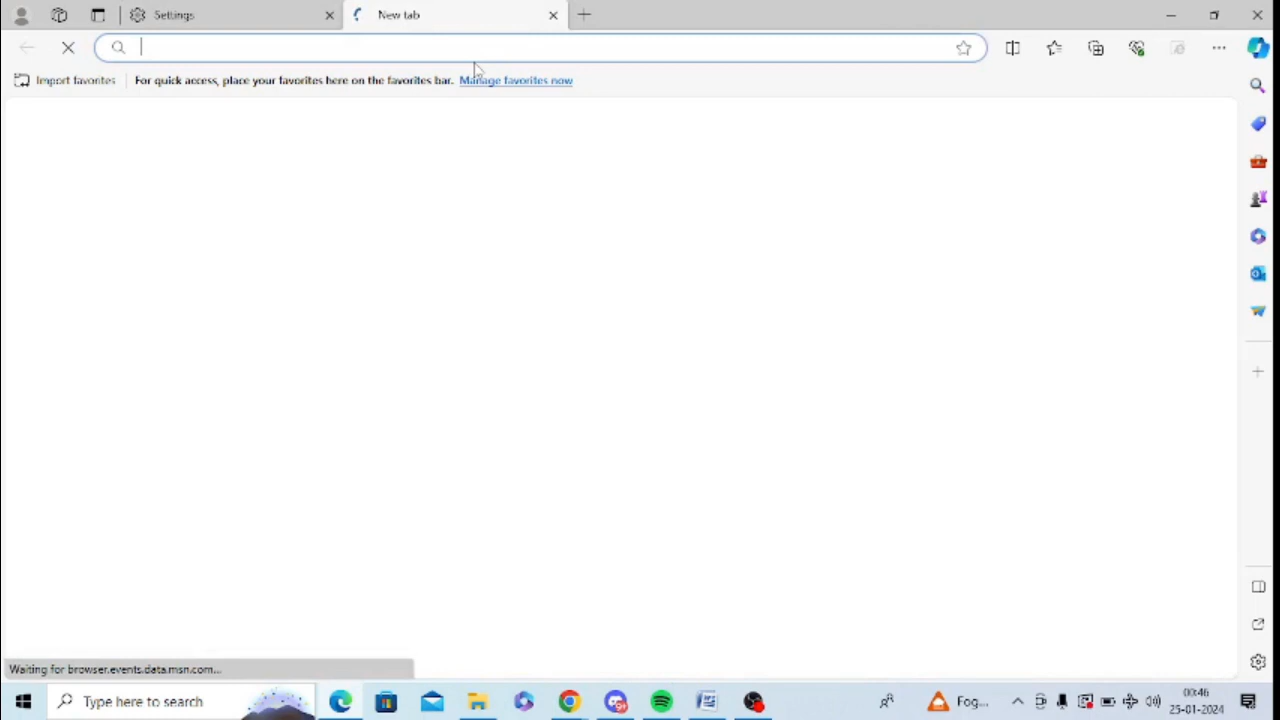 Settings
New tab
Import favorites
For quick access, place your favorites here on the favorites bar. Manage favorites now
Waiting for browser.events.data.msn.com...
Type here to search
Fog...
00:46
25-01-2024